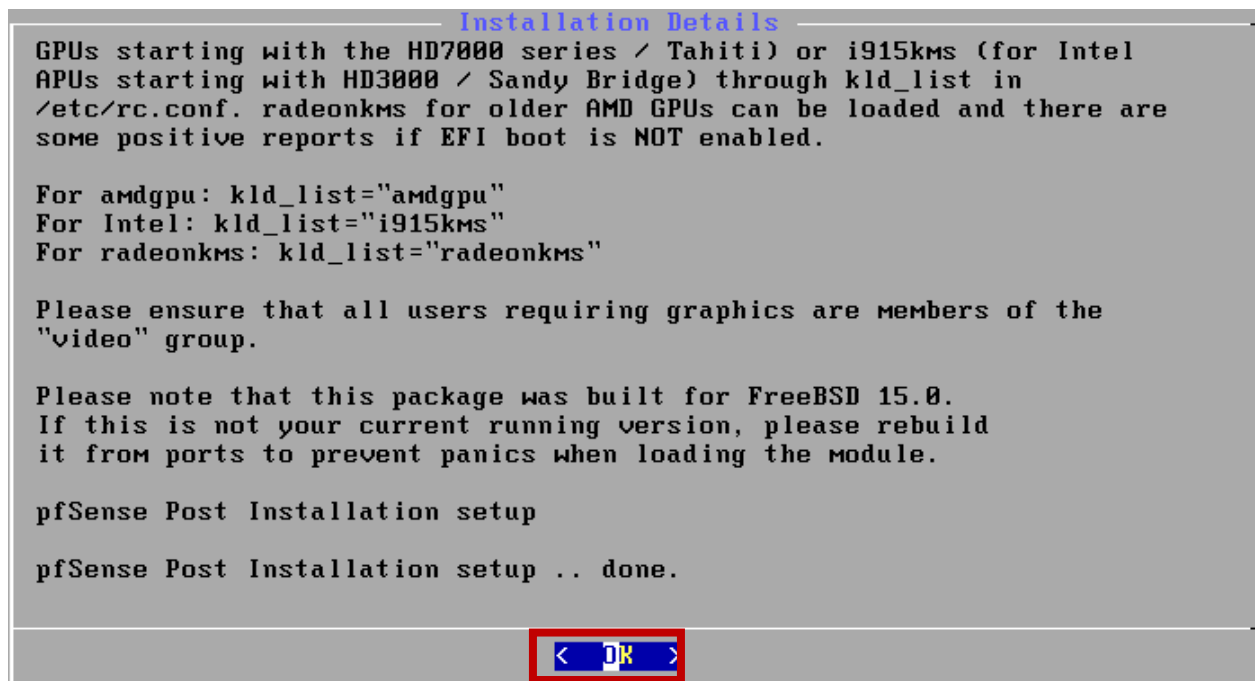 Installation Details
GPUs starting with the HD7000 series / Tahiti) or i915kms (for Intel
APUs starting with HD3000 / Sandy Bridge) through kld_list in
/etc/rc.conf. radeonkms for older AMD GPUs can be loaded and there are
some positive reports if EFI boot is NOT enabled.
For amdgpu: kld_list="amdgpu"
For Intel: kld_list="i915kms"
For radeonkms: kld_list="radeonkms"
Please ensure that all users requiring graphics are members of the
"video" group.
Please note that this package was built for FreeBSD 15.0.
If this is not your current running version, please rebuild
it from ports to prevent panics when loading the module.
pfSense Post Installation setup
pfSense Post Installation setup .. done.
< OK >